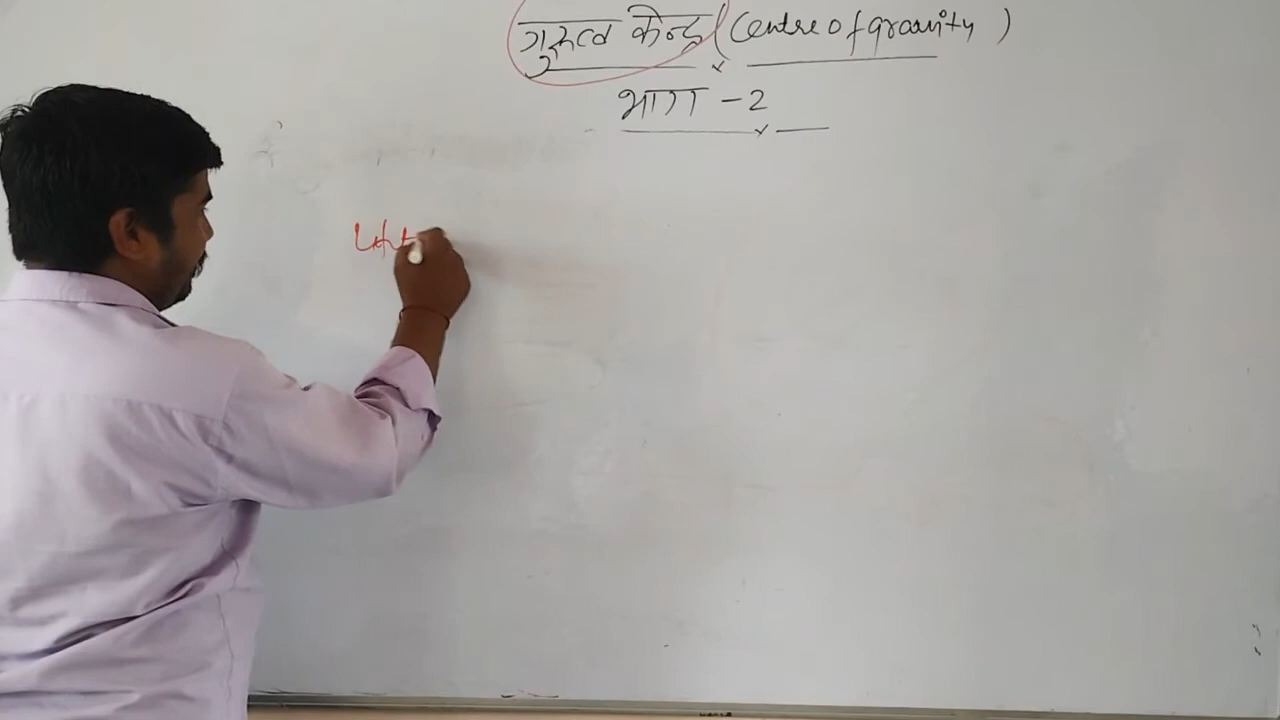 गुरुत्व केन्द्र (Centre of gravity)
भाग - 2